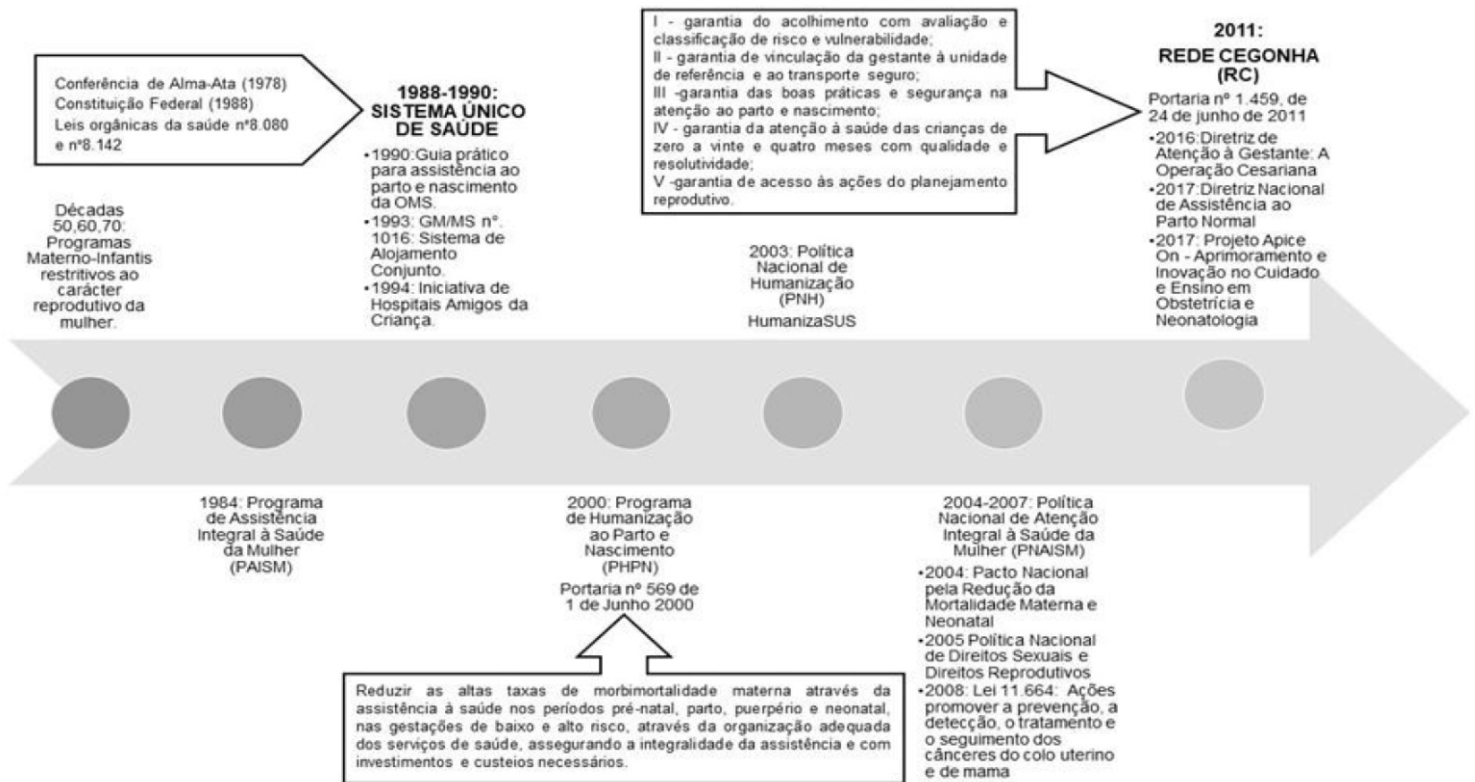 Conferência de Alma-Ata (1978)
Constituição Federal (1988)
Leis orgânicas da saúde n°8.080
e n°8.142
Décadas
50,60,70:
Programas
Materno-Infantis
restritivos ao
carácter
reprodutivo da
mulher.
1988-1990:
SISTEMA ÚNICO
DE SAÚDE
•1990:Guia prático
para assistência ao
parto e nascimento
da OMS.
•1993: GM/MS n°.
1016: Sistema de
Alojamento
Conjunto.
•1994: Iniciativa de
Hospitais Amigos da
Criança.
I - garantia do acolhimento com avaliação e
classificação de risco e vulnerabilidade;
II - garantia de vinculação da gestante à unidade
de referência e ao transporte seguro;
III -garantia das boas práticas e segurança na
atenção ao parto e nascimento;
IV - garantia da atenção à saúde das crianças de
zero a vinte e quatro meses com qualidade e
resolutividade;
V -garantia de acesso às ações do planejamento
reprodutivo.
2003: Política
Nacional de
Humanização
(PNH)
HumanizaSUS
2011:
REDE CEGONHA
(RC)
Portaria nº 1.459, de
24 de junho de 2011
•2016:Diretriz de
Atenção à Gestante: A
Operação Cesariana
•2017:Diretriz Nacional
de Assistência ao
Parto Normal
•2017: Projeto Apice
On - Aprimoramento e
Inovação no Cuidado
e Ensino em
Obstetrícia e
Neonatologia
1984: Programa
de Assistência
Integral à Saúde
da Mulher
(PAISM)
2000: Programa
de Humanização
ao Parto e
Nascimento
(PHPN)
Portaria nº 569 de
1 de Junho 2000
Reduzir as altas taxas de morbimortalidade materna através da
assistência à saúde nos períodos pré-natal, parto, puerpério e neonatal,
nas gestações de baixo e alto risco, através da organização adequada
dos serviços de saúde, assegurando a integralidade da assistência e com
investimentos e custeios necessários.
2004-2007: Política
Nacional de Atenção
Integral à Saúde da
Mulher (PNAISM)
•2004: Pacto Nacional
pela Redução da
Mortalidade Materna e
Neonatal
•2005 Política Nacional
de Direitos Sexuais e
Direitos Reprodutivos
•2008: Lei 11.664: Ações
promover a prevenção, a
detecção, o tratamento e
o seguimento dos
cânceres do colo uterino
e de mama